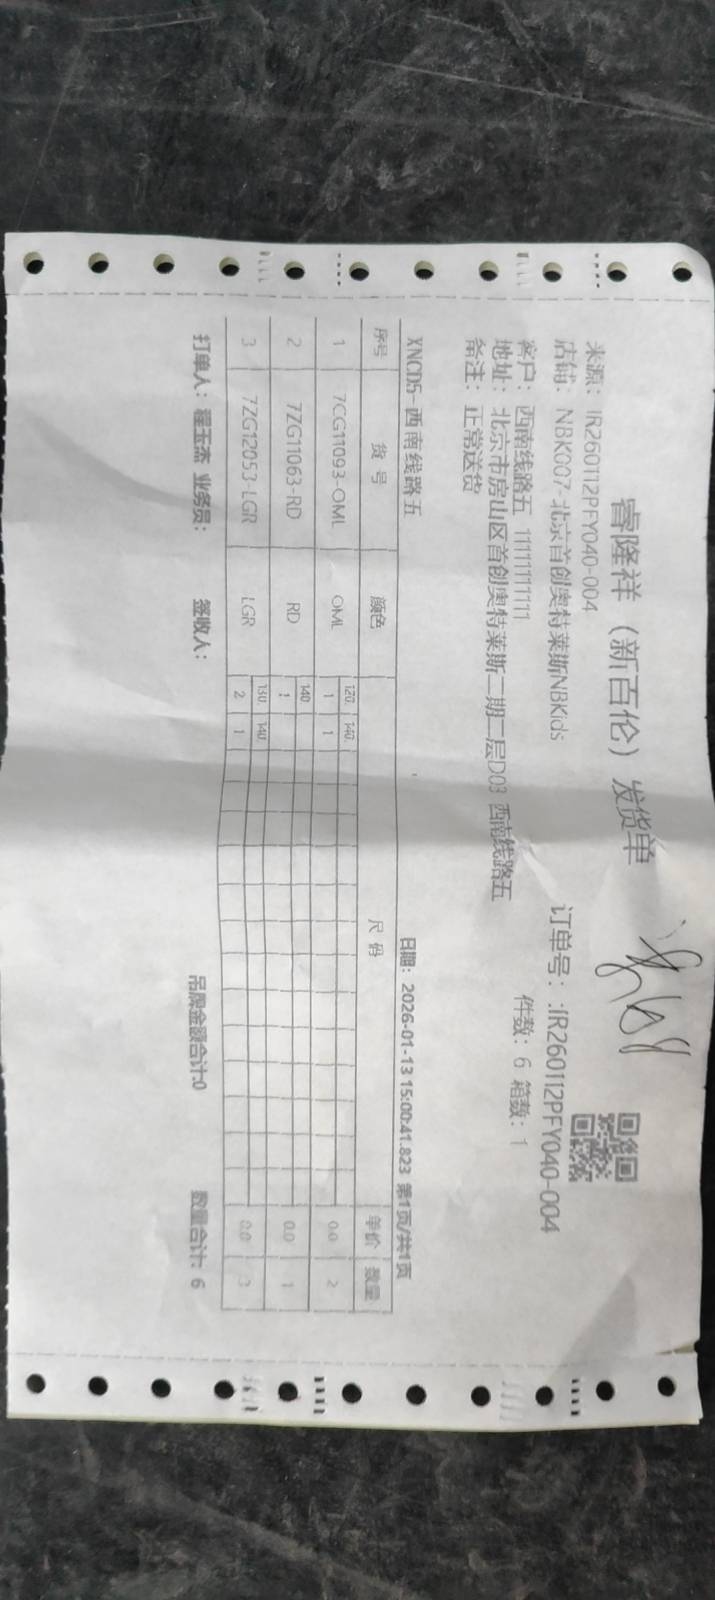 睿隆祥（新百伦）发货单
来源：IR260112PFY040-004
店铺：NBK007-北京首创奥特莱斯NBKids 订单号：:IR260112PFY040-004
客户：西南线路五 1111111111 件数：6 箱数：1
地址：北京市房山区首创奥特莱斯二期二层D03 西南线路五
备注：正常送货
XNCD5-西南线路五 日期：2026-01-13 15:00:41.823 第1页/共1页
序号 货号 颜色 尺码 单价 数量
120. 140.
1 7CG11093-OML OML 1 1 0.0 2
140
2 7ZG11063-RD RD 1 0.0 1
130. 140.
3 7ZG12053-LGR LGR 2 1 0.0 3
打单人：程玉杰 业务员： 签收人： 吊牌金额合计:0 数量合计: 6